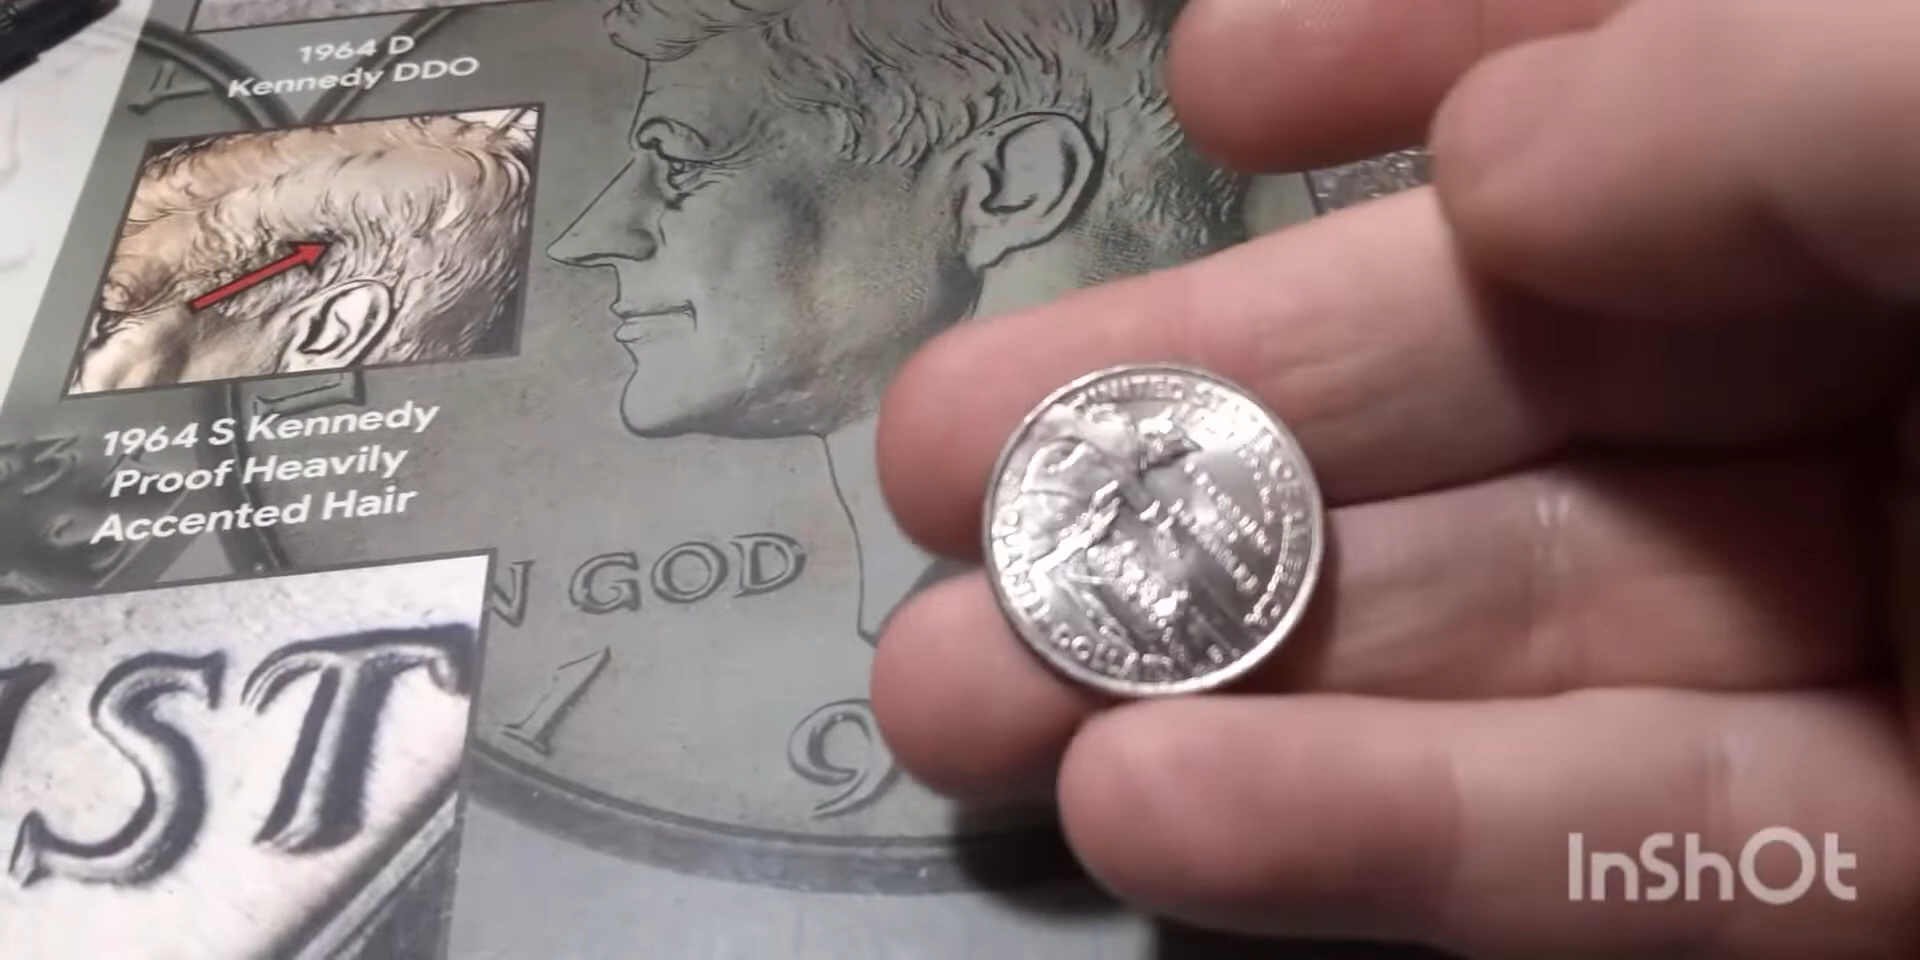 1964 D
Kennedy DDO
1964 S Kennedy
Proof Heavily
Accented Hair
N GOD
1 9
ST
UNITED STATES OF AMERICA
DOLLAR
InShOt